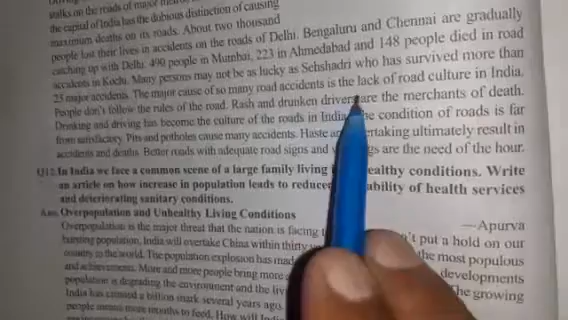 stalks on the roads of major
the capital of India has the dubious distinction of causing
maximum deaths on its roads. About two thousand
people lost their lives in accidents on the roads of Delhi. Bengaluru and Chennai are gradually
catching up with Delhi. 490 people in Mumbai, 223 in Ahmedabad and 148 people died in road
accidents in Kochi. Many persons may not be as lucky as Sehshadri who has survived more than
25 major accidents. The major cause of so many road accidents is the lack of road culture in India.
People don't follow the rules of the road. Rash and drunken drivers are the merchants of death.
Drinking and driving has become the culture of the roads in India. The condition of roads is far
from satisfactory. Pits and potholes cause many accidents. Haste and taking ultimately result in
accidents and deaths. Better roads with adequate road signs and gs are the need of the hour.
Q12. In India we face a common scene of a large family living ealthy conditions. Write
an article on how increase in population leads to reduce ability of health services
and deteriorating sanitary conditions.
Ans. Overpopulation and Unhealthy Living Conditions
—Apurva
Overpopulation is the major threat that the nation is facing 't put a hold on our
bursting population, India will overtake China within thirty the most populous
country in the world. The population explosion has mad developments
and achievements. More and more people bring more The growing
population is degrading the environment and the liv
India has crossed a billion mark several years ago.
people means more mouths to feed. How will